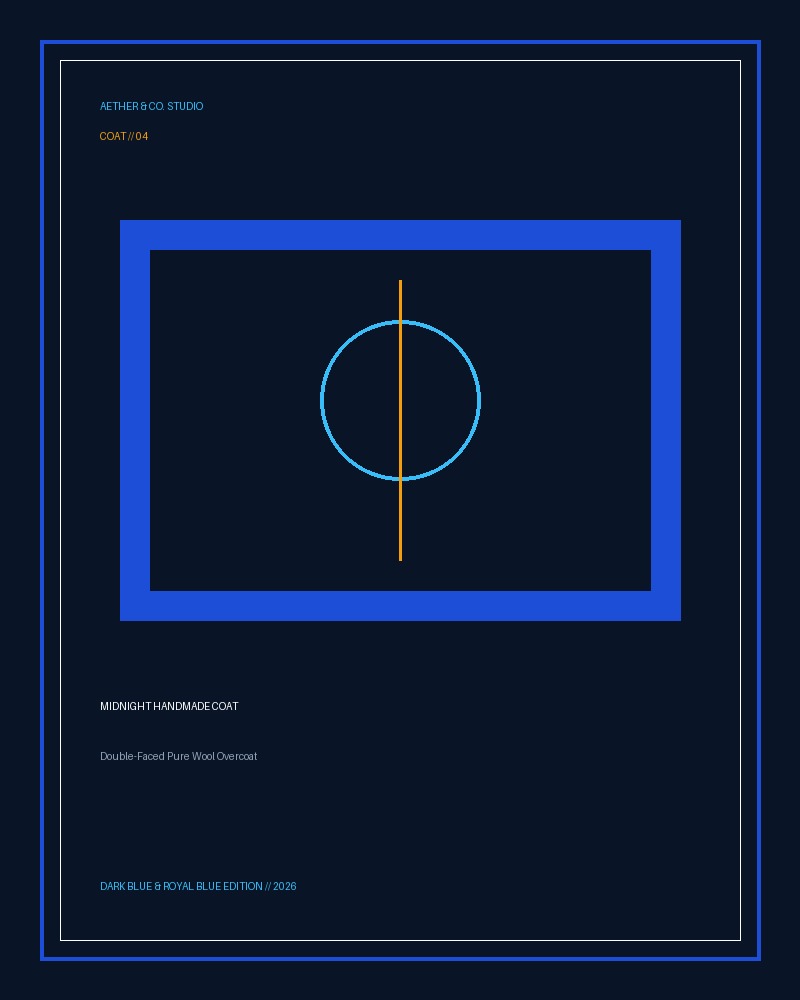 AETHER & CO. STUDIO
COAT // 04
MIDNIGHT HANDMADE COAT
Double-Faced Pure Wool Overcoat
DARK BLUE & ROYAL BLUE EDITION // 2026